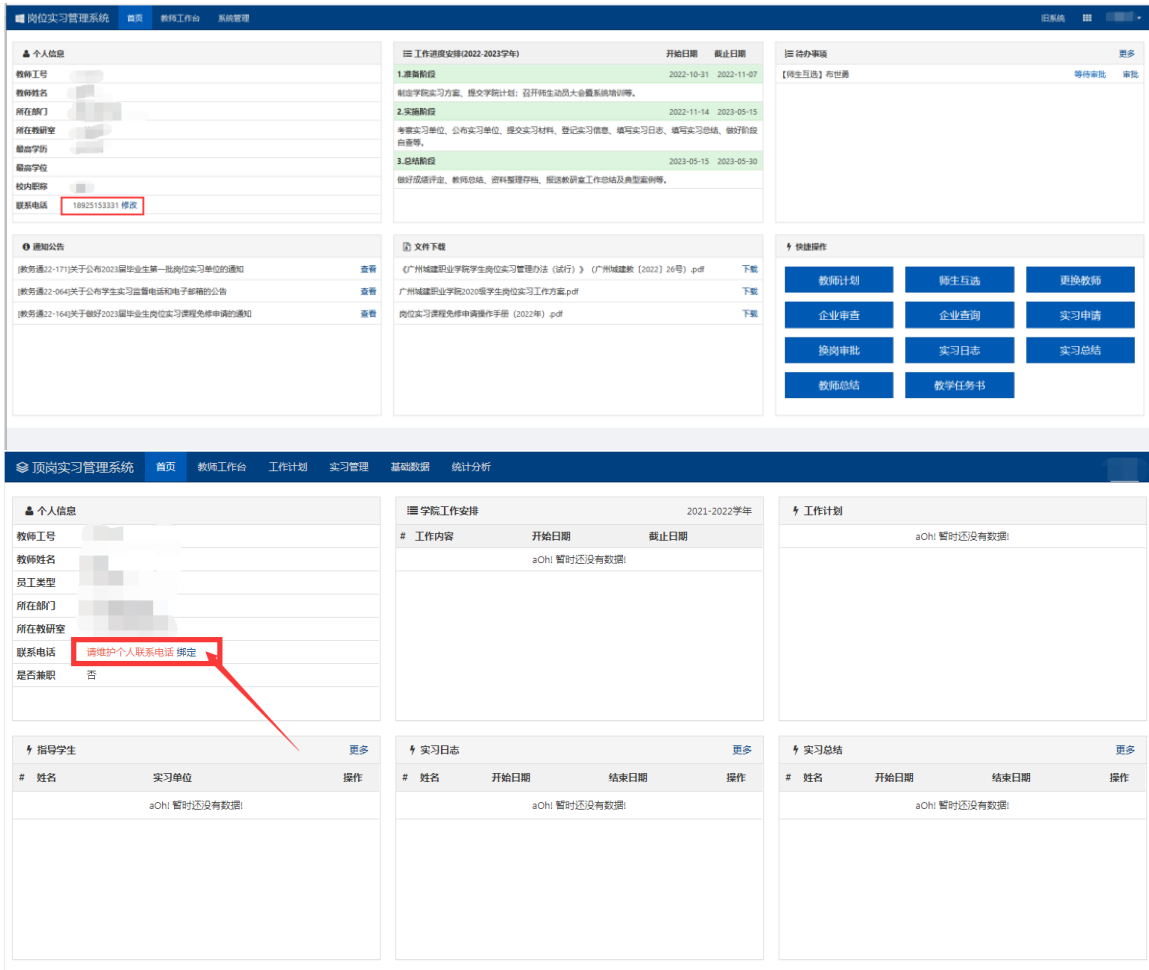 岗位实习管理系统 首页 教师工作台 系统管理 旧系统
个人信息
教师工号
教师姓名
所在部门
所在教研室
最高学历
最高学位
校内职称
联系电话 18925153331 修改
工作进度安排(2022-2023学年) 开始日期 截止日期
1.准备阶段 2022-10-31 2022-11-07
制定学院实习方案、提交学院计划；召开师生动员大会暨系统培训等。
2.实施阶段 2022-11-14 2023-05-15
考察实习单位、公布实习单位、提交实习材料、登记实习信息、填写实习日志、填写实习总结、做好阶段
自查等。
3.总结阶段 2023-05-15 2023-05-30
做好成绩评定、教师总结、资料整理存档、报送教研室工作总结及典型案例等。
待办事项 更多
【师生互选】布世勇 等待审批 审批
通知公告
[教务通22-171]关于公布2023届毕业生第一批岗位实习单位的通知 查看
[教务通22-064]关于公布学生实习监督电话和电子邮箱的公告 查看
[教务通22-164]关于做好2023届毕业生岗位实习课程免修申请的通知 查看
文件下载
《广州城建职业学院学生岗位实习管理办法（试行）》（广州城建教〔2022〕26号）.pdf 下载
广州城建职业学院2020级学生岗位实习工作方案.pdf 下载
岗位实习课程免修申请操作手册（2022年）.pdf 下载
快捷操作
教师计划 师生互选 更换教师
企业审查 企业查询 实习申请
换岗审批 实习日志 实习总结
教师总结 教学任务书
顶岗实习管理系统 首页 教师工作台 工作计划 实习管理 基础数据 统计分析
个人信息
教师工号
教师姓名
员工类型
所在部门
所在教研室
联系电话 请维护个人联系电话 绑定
是否兼职 否
学院工作安排 2021-2022学年
# 工作内容 开始日期 截止日期
aOh! 暂时还没有数据!
工作计划
aOh! 暂时还没有数据!
指导学生 更多
# 姓名 实习单位 操作
aOh! 暂时还没有数据!
实习日志 更多
# 姓名 开始日期 结束日期 操作
aOh! 暂时还没有数据!
实习总结 更多
# 姓名 开始日期 结束日期 操作
aOh! 暂时还没有数据!